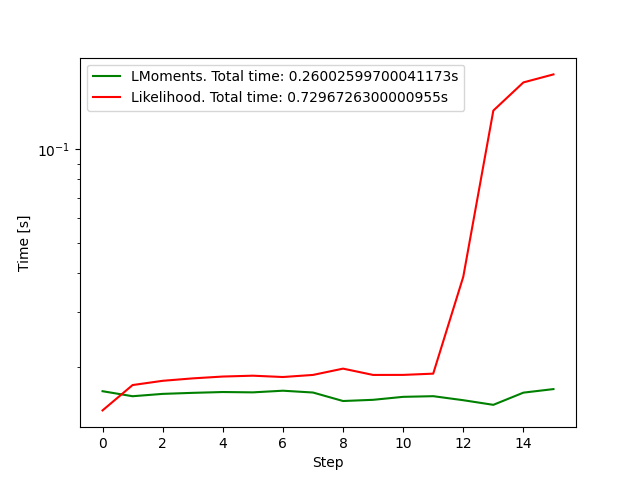 LMoments. Total time: 0.26002599700041173s
Likelihood. Total time: 0.7296726300000955s
10⁻¹
Time [s]
0 2 4 6 8 10 12 14
Step